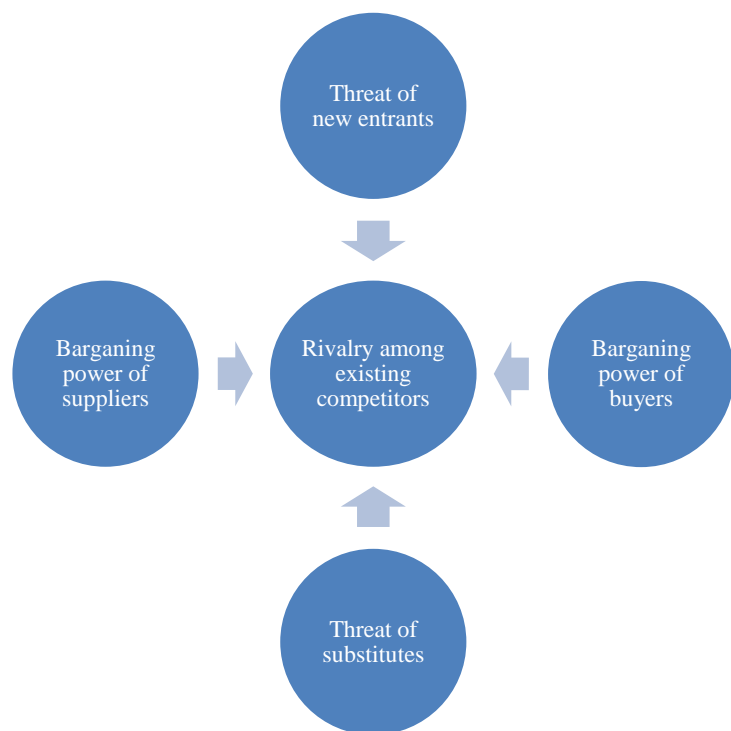 Threat of
new entrants
Barganing
power of
suppliers
Rivalry among
existing
competitors
Barganing
power of
buyers
Threat of
substitutes